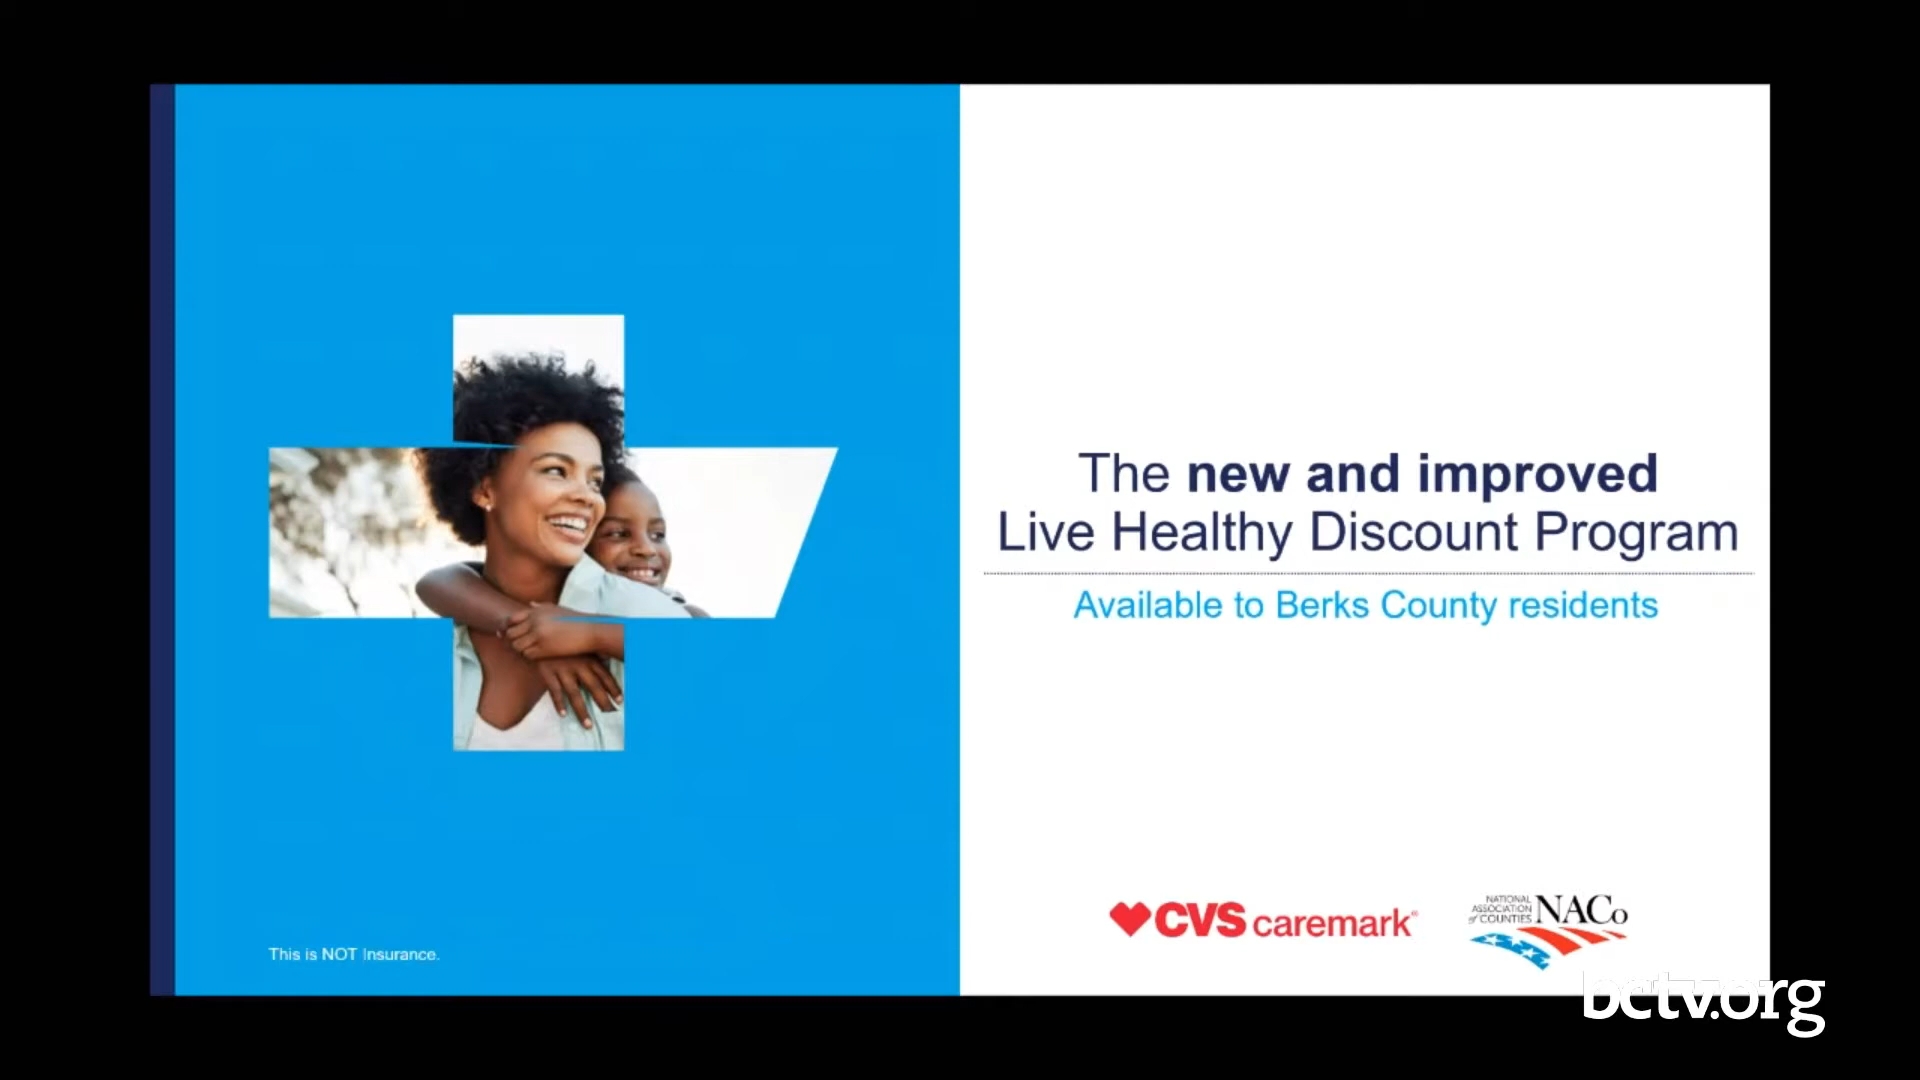 The new and improved
Live Healthy Discount Program
Available to Berks County residents
This is NOT Insurance.
CVS caremark®
NATIONAL
ASSOCIATION
of COUNTIES
NACo
bctv.org